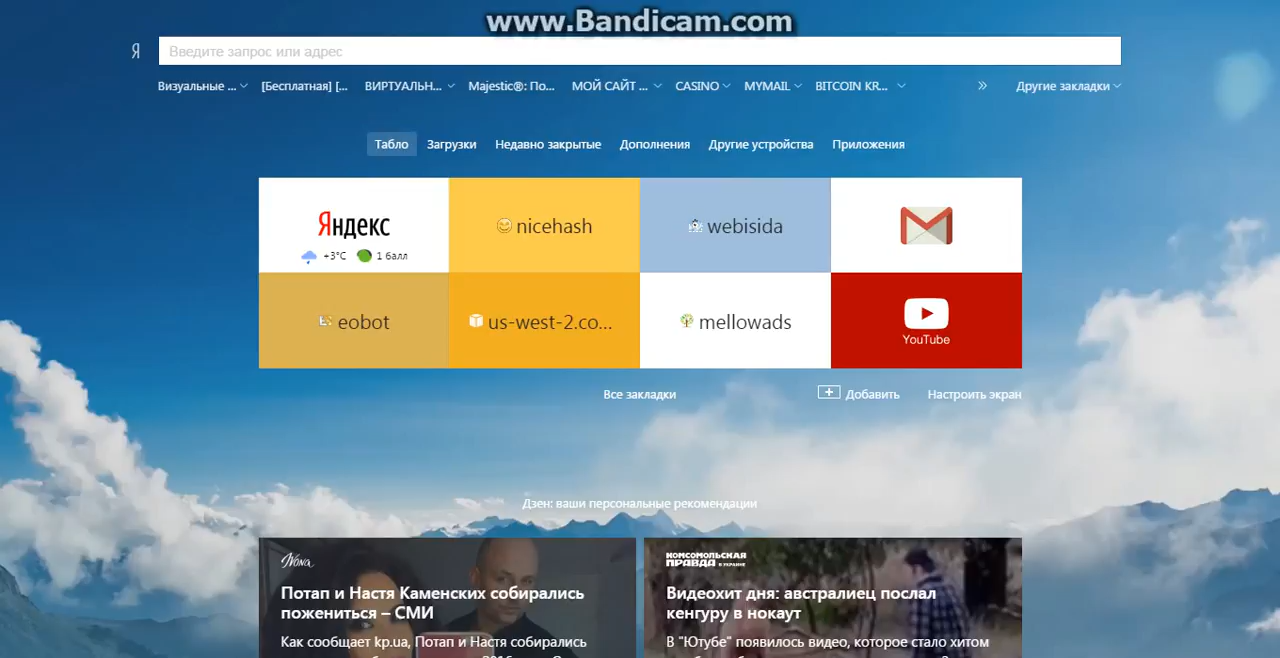 www.Bandicam.com
Я Введите запрос или адрес
Визуальные ... [Бесплатная] [... ВИРТУАЛЬН... Majestic®: По... МОЙ САЙТ ... CASINO MYMAIL BITCOIN KR... » Другие закладки
Табло Загрузки Недавно закрытые Дополнения Другие устройства Приложения
Яндекс
+3°C 1 балл
nicehash
webisida
eobot
us-west-2.co...
mellowads
YouTube
Все закладки Добавить Настроить экран
Дзен: ваши персональные рекомендации
Wona
Потап и Настя Каменских собирались
пожениться – СМИ
Как сообщает kp.ua, Потап и Настя собирались
КОМСОМОЛЬСКАЯ
ПРАВДА В УКРАИНЕ
Видеохит дня: австралиец послал
кенгуру в нокаут
В "Ютубе" появилось видео, которое стало хитом